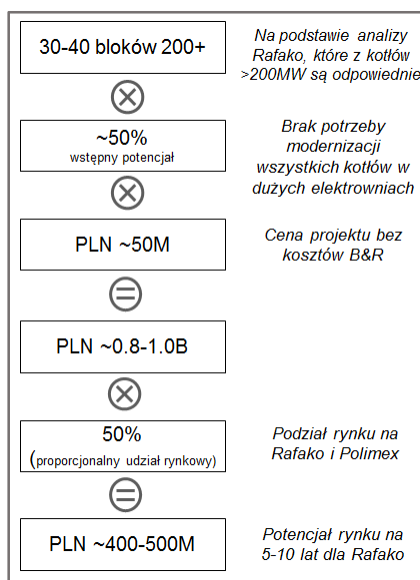 30-40 bloków 200+
Na podstawie analizy
Rafako, które z kotłów
>200MW są odpowiednie
~50%
wstępny potencjał
Brak potrzeby
modernizacji
wszystkich kotłów w
dużych elektrowniach
PLN ~50M
Cena projektu bez
kosztów B&R
PLN ~0.8-1.0B
50%
(proporcjonalny udział rynkowy)
Podział rynku na
Rafako i Polimex
PLN ~400-500M
Potencjał rynku na
5-10 lat dla Rafako